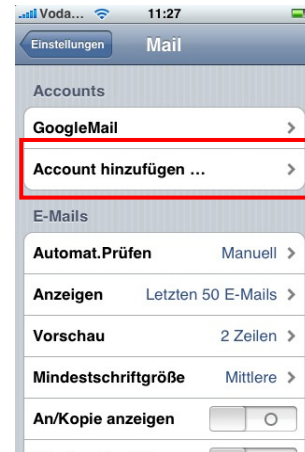 Voda... 11:27
Einstellungen Mail
Accounts
GoogleMail
Account hinzufügen ...
E-Mails
Automat.Prüfen Manuell
Anzeigen Letzten 50 E-Mails
Vorschau 2 Zeilen
Mindestschriftgröße Mittlere
An/Kopie anzeigen